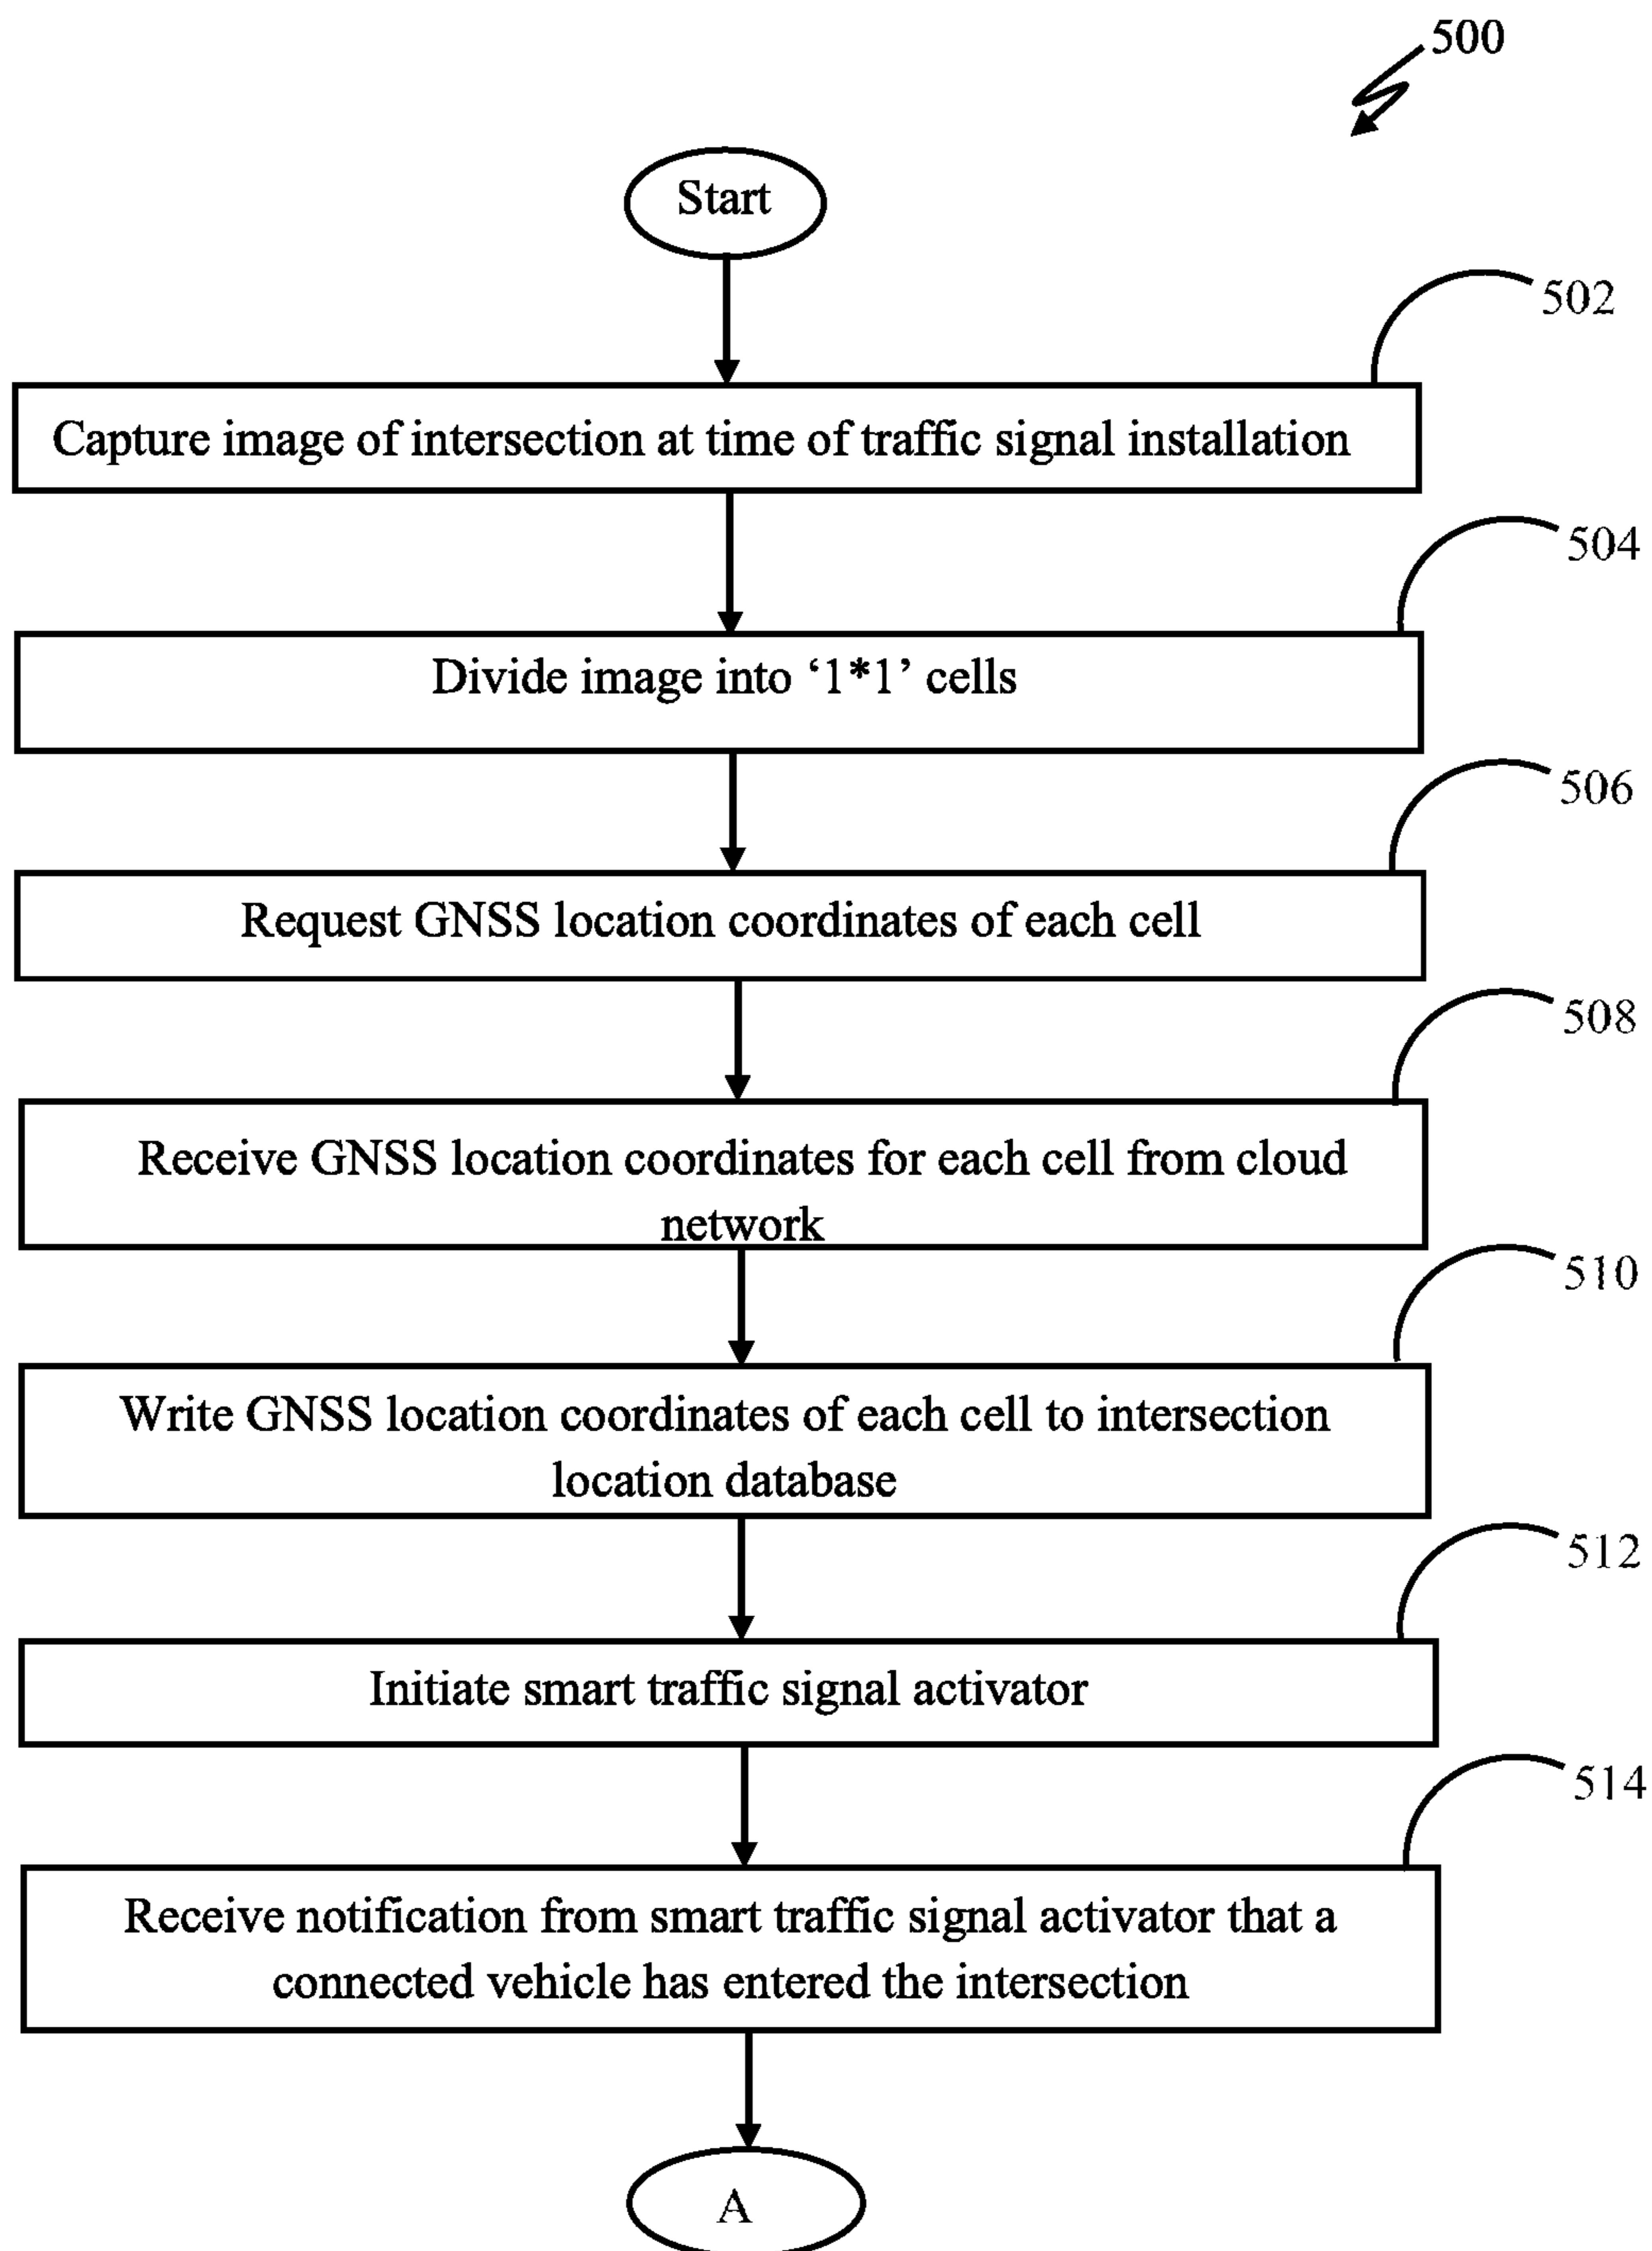 500
Start
502
Capture image of intersection at time of traffic signal installation
504
Divide image into ‘1*1’ cells
506
Request GNSS location coordinates of each cell
508
Receive GNSS location coordinates for each cell from cloud
network
510
Write GNSS location coordinates of each cell to intersection
location database
512
Initiate smart traffic signal activator
514
Receive notification from smart traffic signal activator that a
connected vehicle has entered the intersection
A